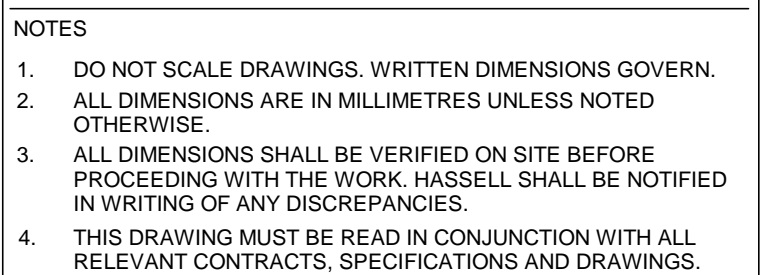 NOTES
1. DO NOT SCALE DRAWINGS. WRITTEN DIMENSIONS GOVERN.
2. ALL DIMENSIONS ARE IN MILLIMETRES UNLESS NOTED
OTHERWISE.
3. ALL DIMENSIONS SHALL BE VERIFIED ON SITE BEFORE
PROCEEDING WITH THE WORK. HASSELL SHALL BE NOTIFIED
IN WRITING OF ANY DISCREPANCIES.
4. THIS DRAWING MUST BE READ IN CONJUNCTION WITH ALL
RELEVANT CONTRACTS, SPECIFICATIONS AND DRAWINGS.